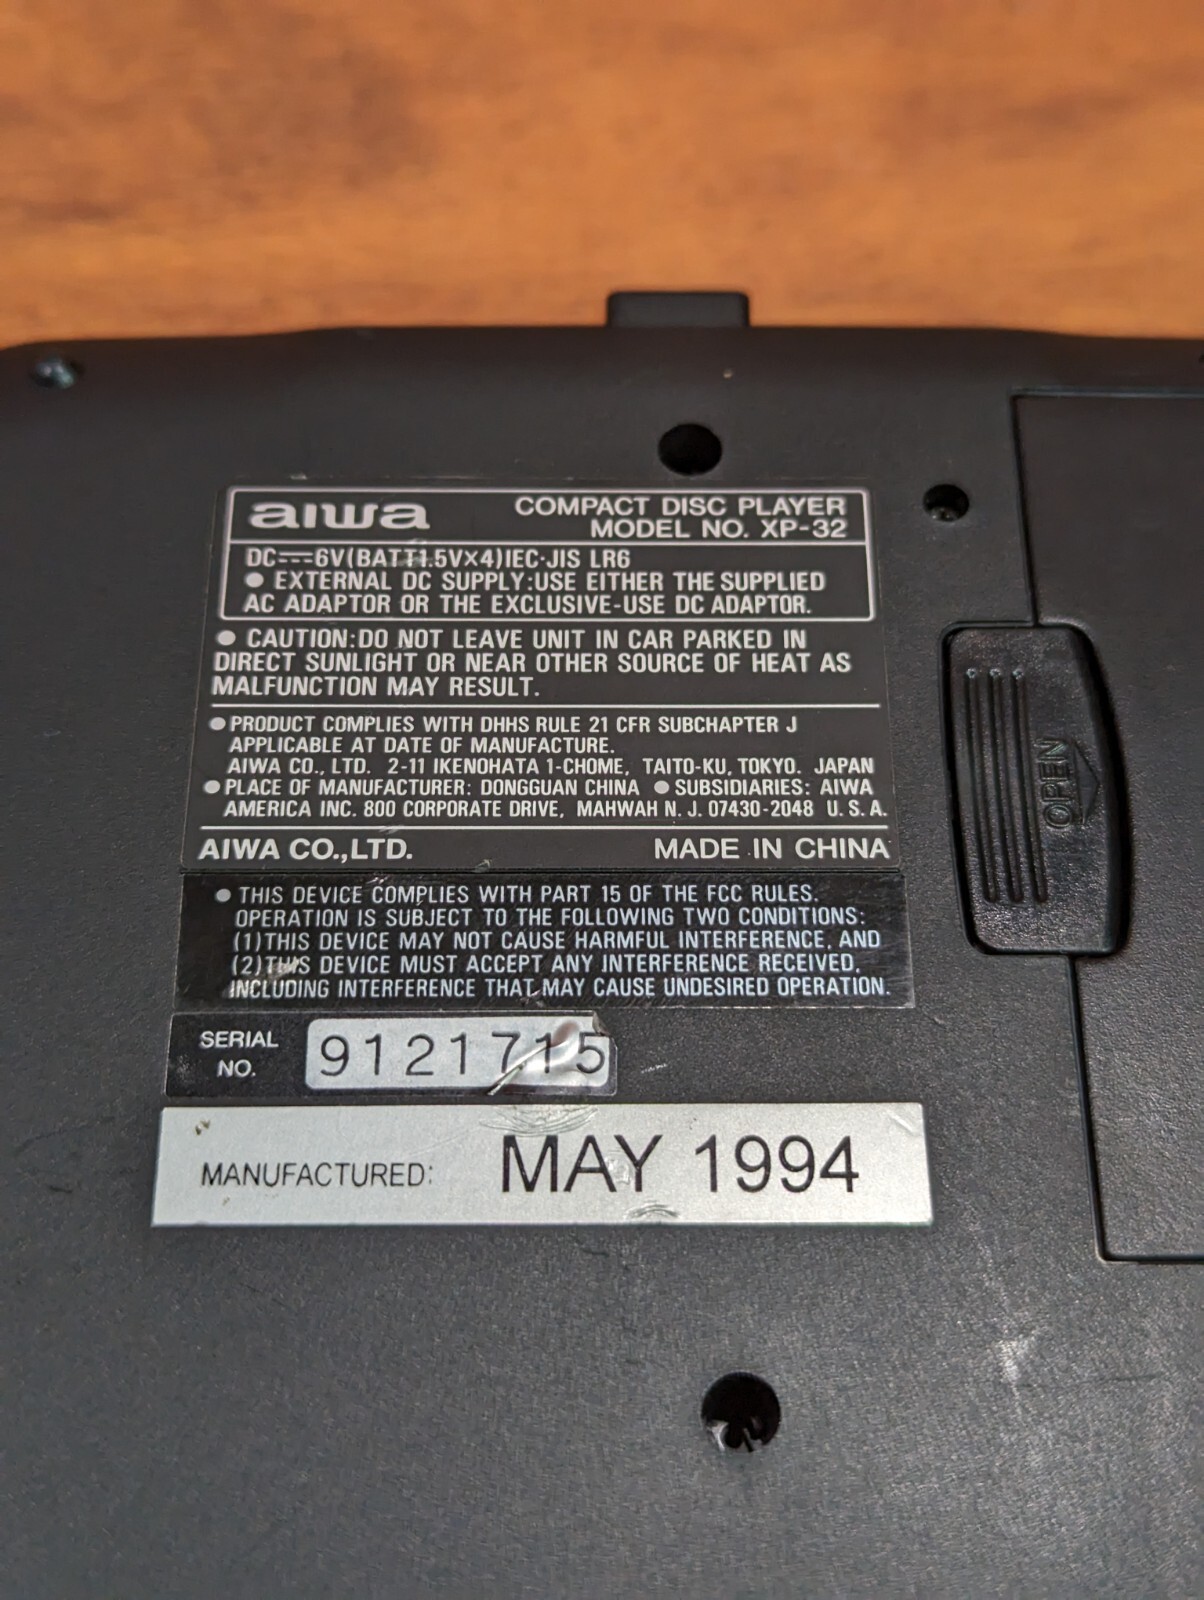 aiwa COMPACT DISC PLAYER
MODEL NO. XP-32
DC⎓6V(BATT1.5V×4)IEC·JIS LR6
● EXTERNAL DC SUPPLY:USE EITHER THE SUPPLIED
AC ADAPTOR OR THE EXCLUSIVE-USE DC ADAPTOR.
● CAUTION:DO NOT LEAVE UNIT IN CAR PARKED IN
DIRECT SUNLIGHT OR NEAR OTHER SOURCE OF HEAT AS
MALFUNCTION MAY RESULT.
● PRODUCT COMPLIES WITH DHHS RULE 21 CFR SUBCHAPTER J
APPLICABLE AT DATE OF MANUFACTURE.
AIWA CO., LTD. 2-11 IKENOHATA 1-CHOME, TAITO-KU, TOKYO. JAPAN
● PLACE OF MANUFACTURER: DONGGUAN CHINA ● SUBSIDIARIES: AIWA
AMERICA INC. 800 CORPORATE DRIVE, MAHWAH N. J. 07430-2048 U. S. A.
AIWA CO.,LTD. MADE IN CHINA
● THIS DEVICE COMPLIES WITH PART 15 OF THE FCC RULES.
OPERATION IS SUBJECT TO THE FOLLOWING TWO CONDITIONS:
(1)THIS DEVICE MAY NOT CAUSE HARMFUL INTERFERENCE, AND
(2)THIS DEVICE MUST ACCEPT ANY INTERFERENCE RECEIVED,
INCLUDING INTERFERENCE THAT MAY CAUSE UNDESIRED OPERATION.
SERIAL
NO. 9121715
MANUFACTURED: MAY 1994
OPEN